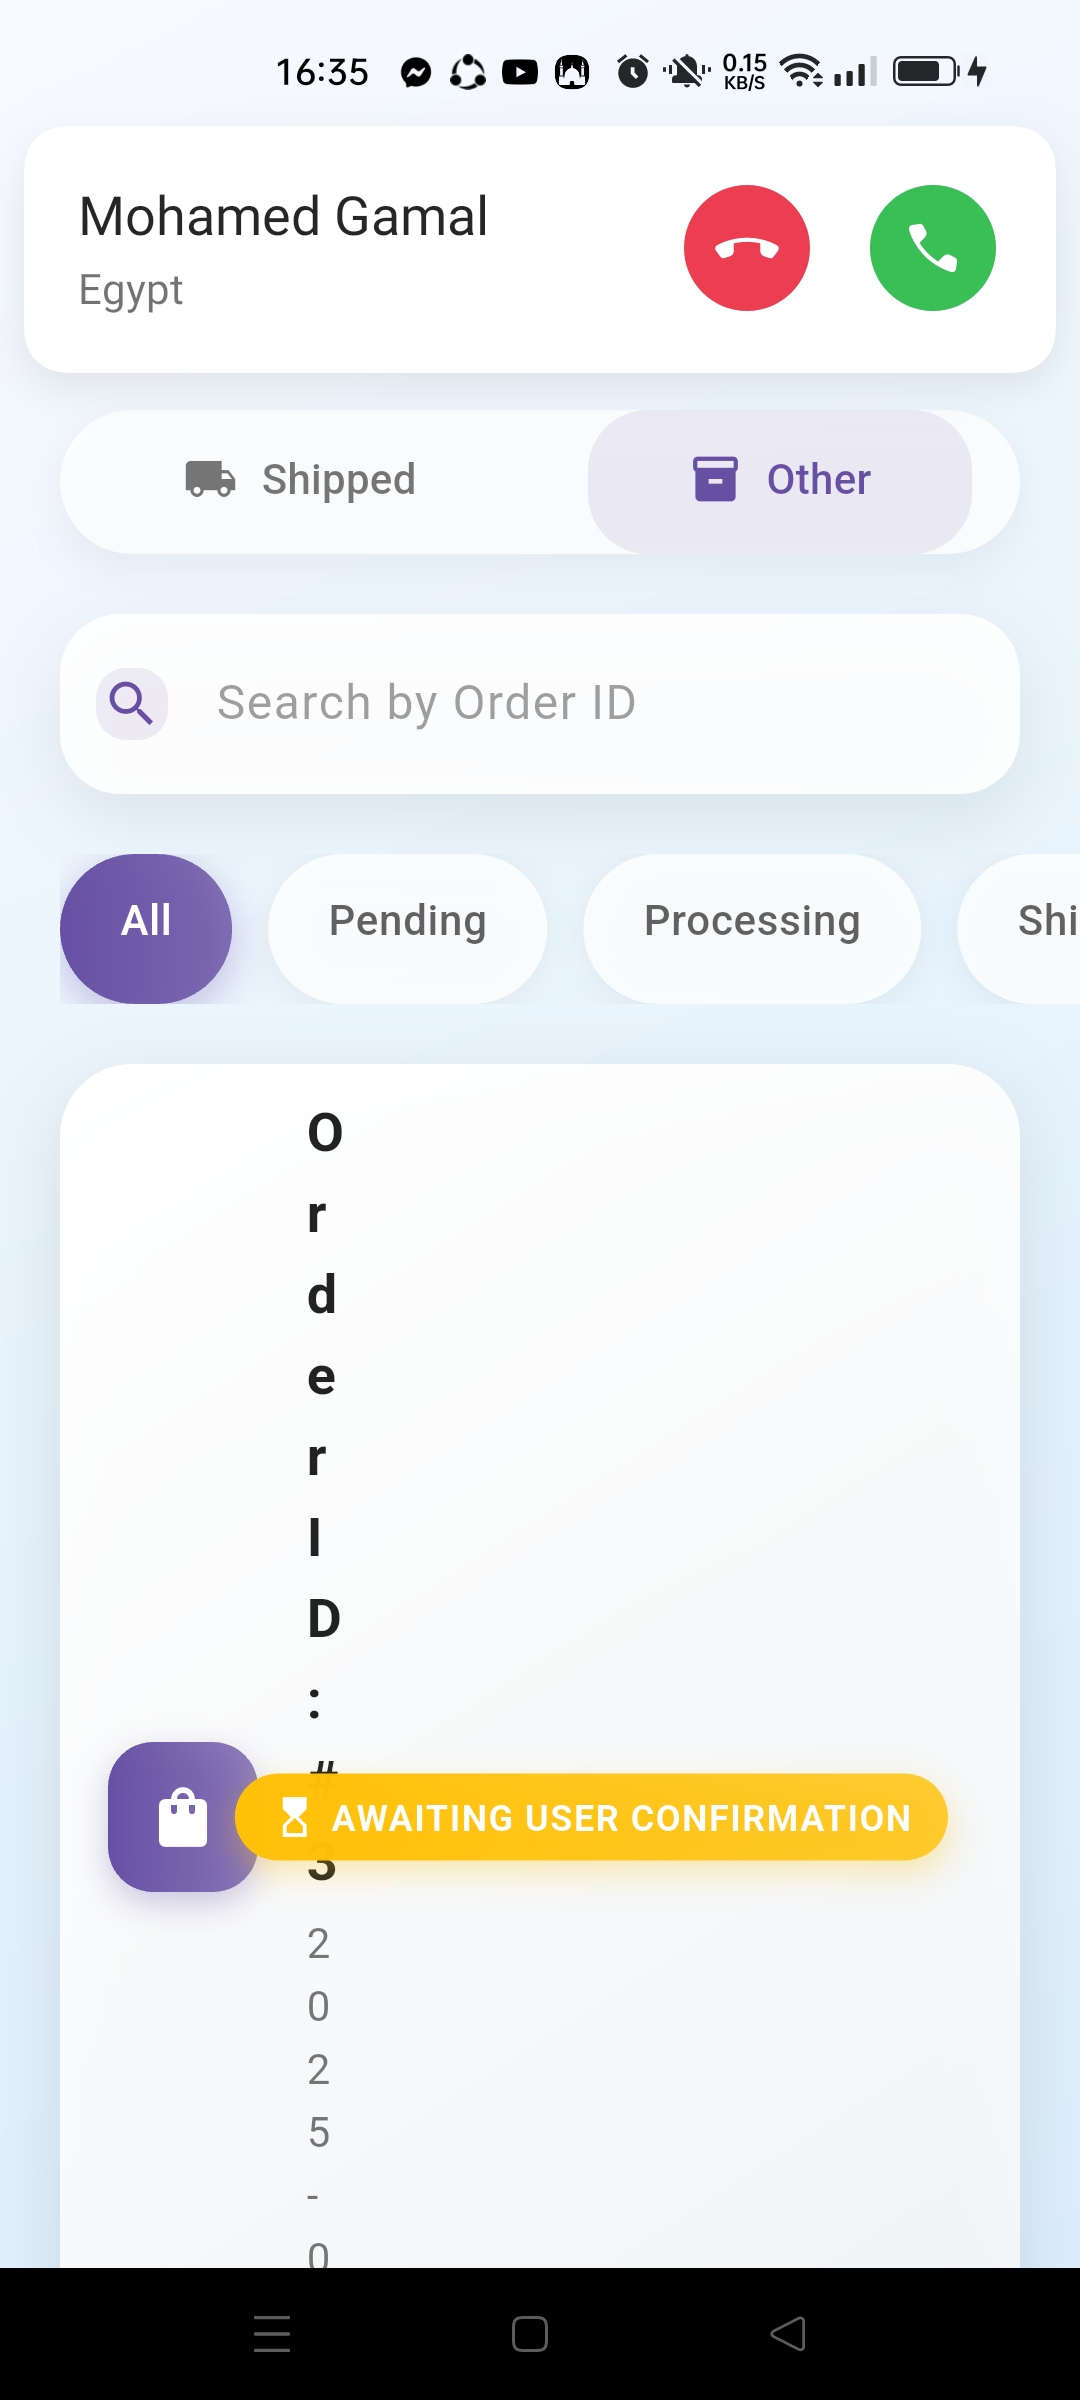 16:35
0.15
KB/S
Mohamed Gamal
Egypt
Shipped
Other
Search by Order ID
All
Pending
Processing
Shi
O
r
d
e
r
I
D
:
#
AWAITING USER CONFIRMATION
3
2
0
2
5
-
0